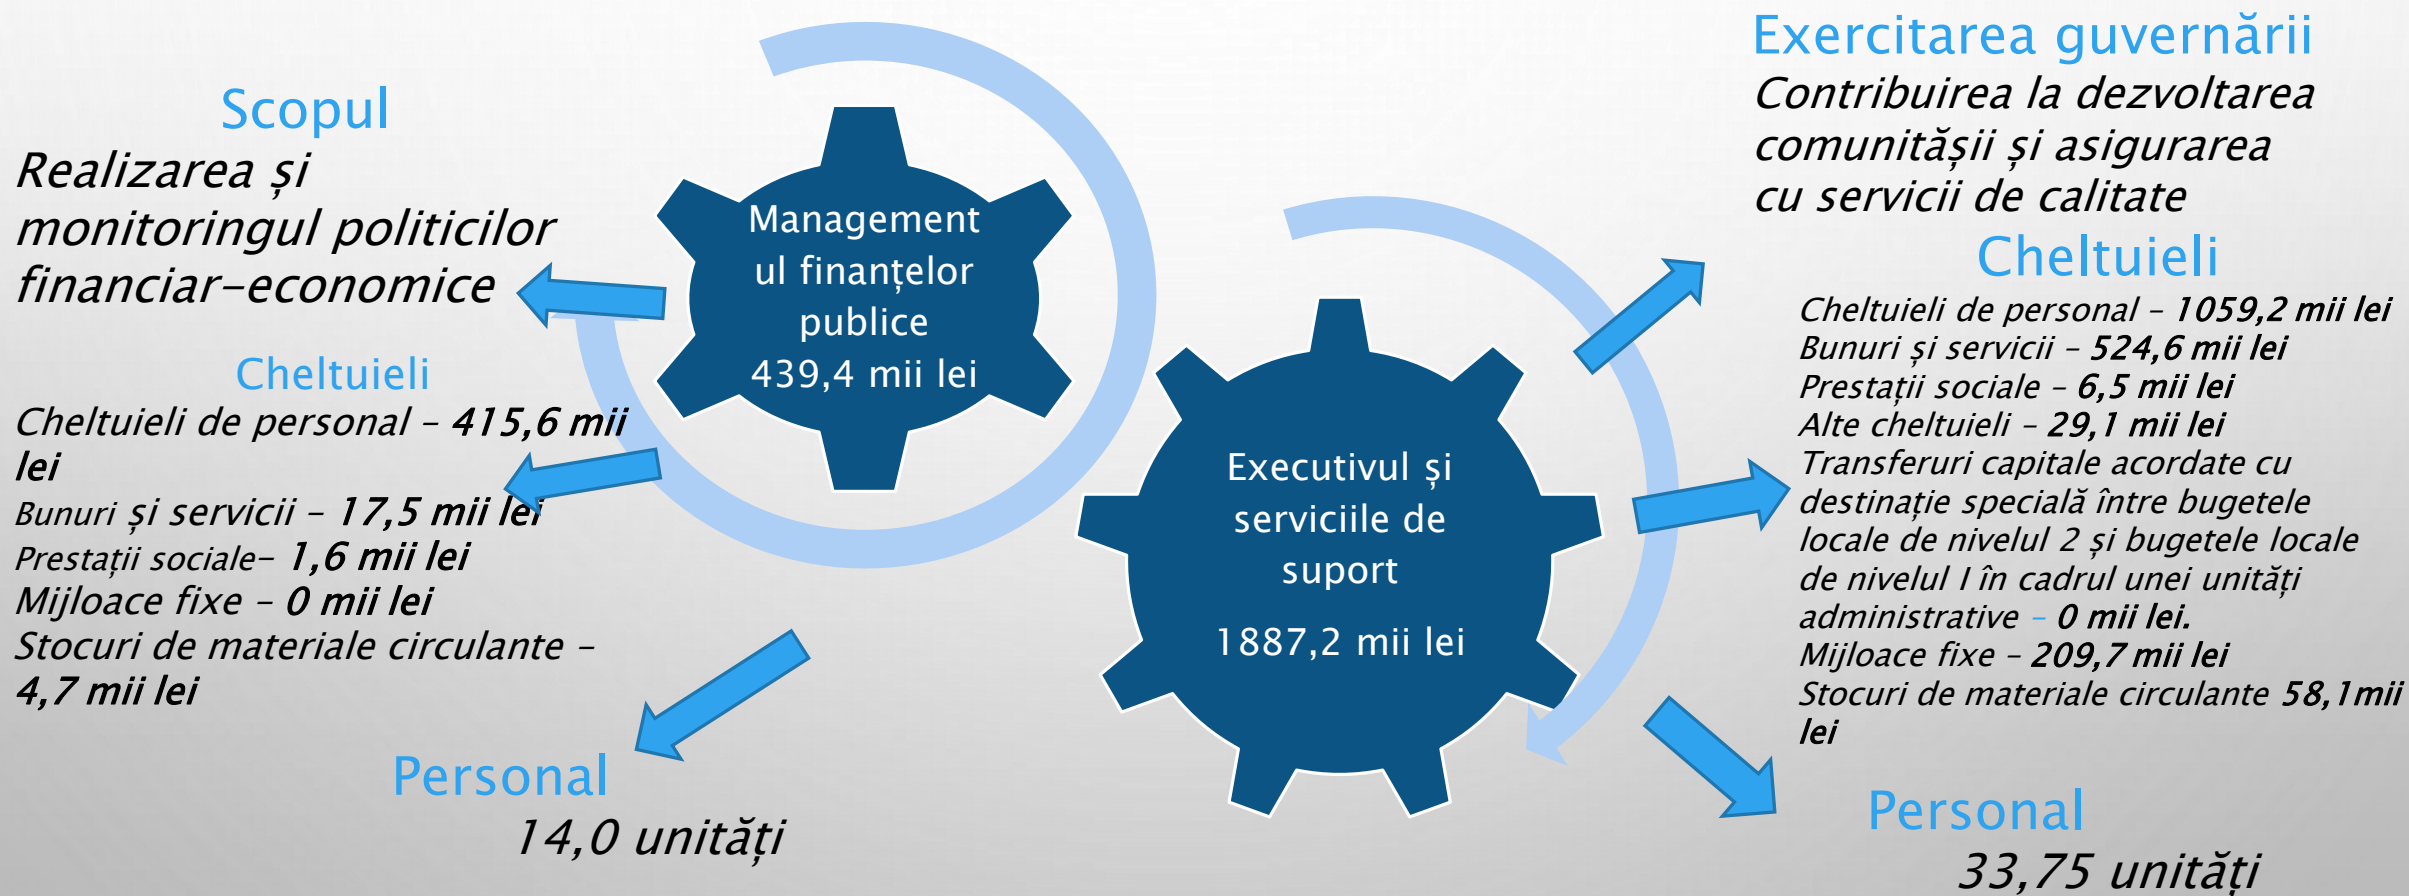 Scopul
Realizarea și
monitoringul politicilor
financiar-economice
Cheltuieli
Cheltuieli de personal – 415,6 mii
lei
Bunuri și servicii – 17,5 mii lei
Prestații sociale– 1,6 mii lei
Mijloace fixe – 0 mii lei
Stocuri de materiale circulante –
4,7 mii lei
Personal
14,0 unități
Management
ul finanțelor
publice
439,4 mii lei
Executivul și
serviciile de
suport
1887,2 mii lei
Exercitarea guvernării
Contribuirea la dezvoltarea
comunitășii și asigurarea
cu servicii de calitate
Cheltuieli
Cheltuieli de personal – 1059,2 mii lei
Bunuri și servicii – 524,6 mii lei
Prestații sociale – 6,5 mii lei
Alte cheltuieli – 29,1 mii lei
Transferuri capitale acordate cu
destinație specială între bugetele
locale de nivelul 2 și bugetele locale
de nivelul I în cadrul unei unități
administrative – 0 mii lei.
Mijloace fixe – 209,7 mii lei
Stocuri de materiale circulante 58,1mii
lei
Personal
33,75 unități